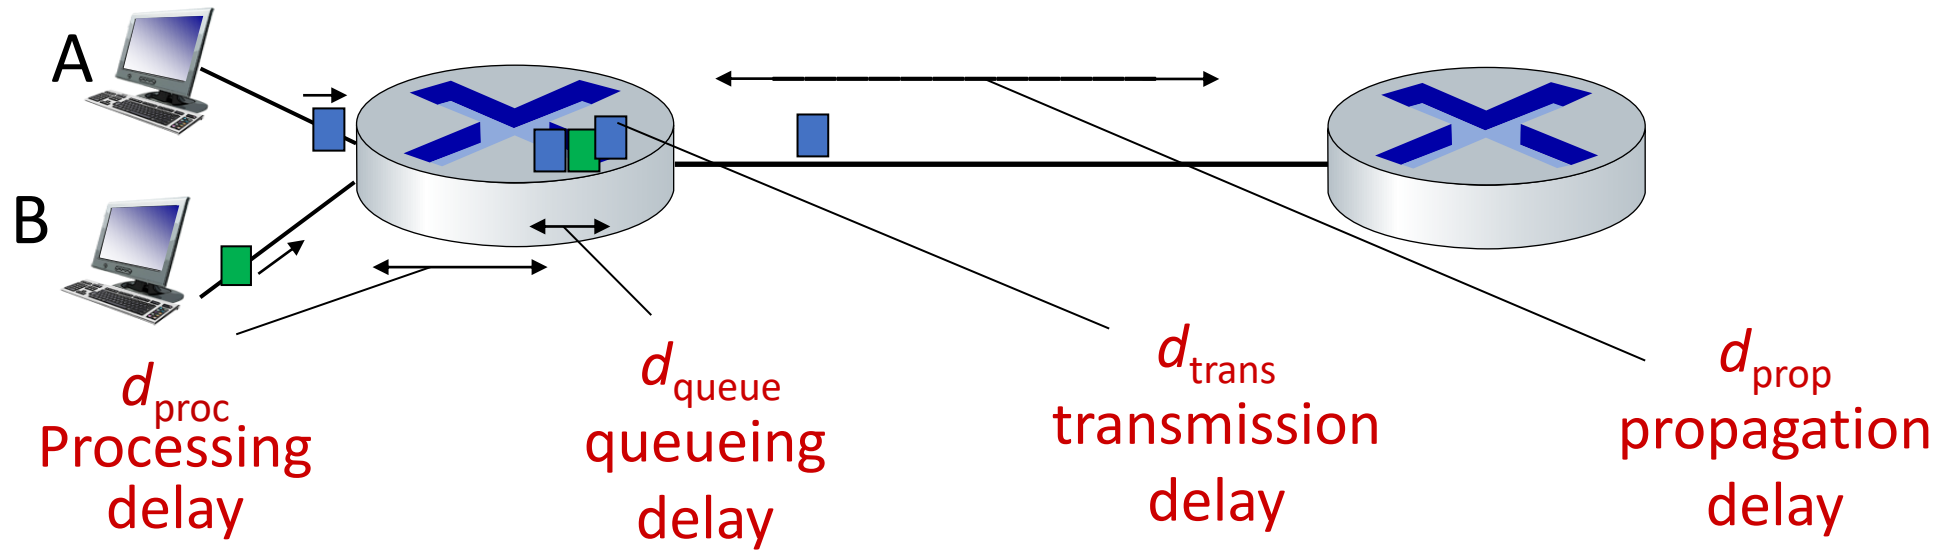 A
B
dproc
Processing
delay
dqueue
queueing
delay
dtrans
transmission
delay
dprop
propagation
delay